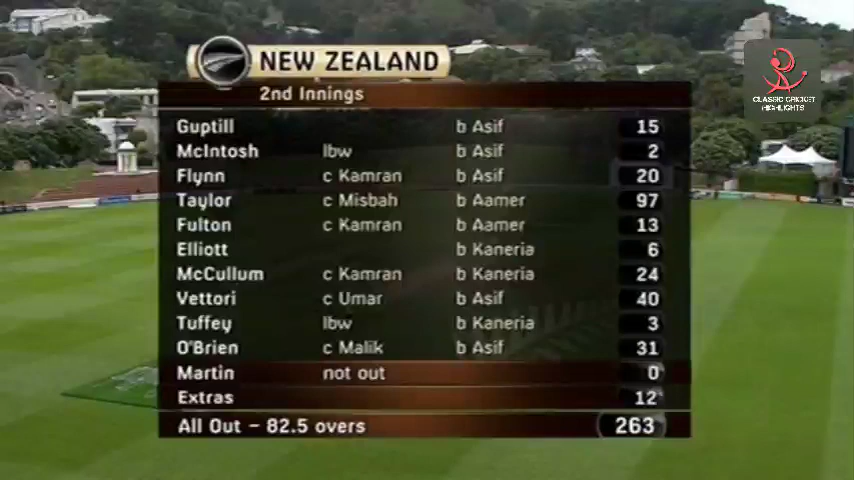 CLASSIC CRICKET
HIGHLIGHTS
NEW ZEALAND
2nd Innings
Guptill b Asif 15
McIntosh lbw b Asif 2
Flynn c Kamran b Asif 20
Taylor c Misbah b Aamer 97
Fulton c Kamran b Aamer 13
Elliott b Kaneria 6
McCullum c Kamran b Kaneria 24
Vettori c Umar b Asif 40
Tuffey lbw b Kaneria 3
O'Brien c Malik b Asif 31
Martin not out 0
Extras 12
All Out - 82.5 overs 263